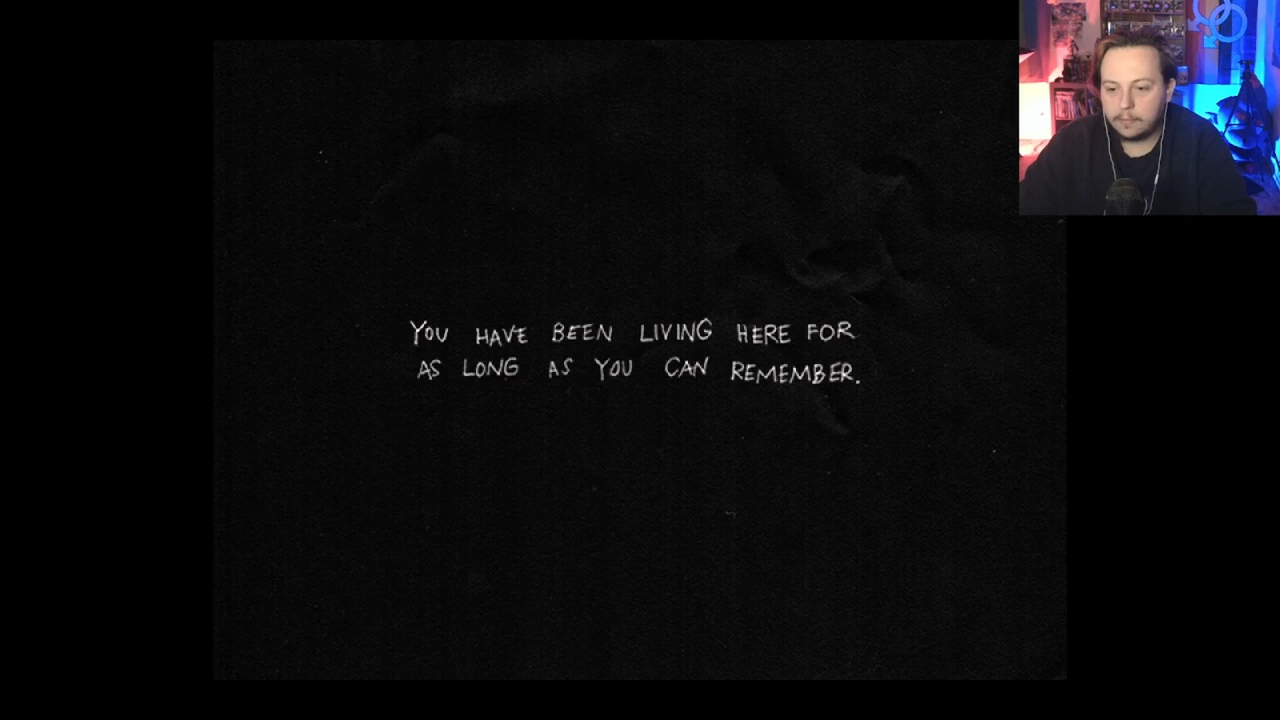 YOU HAVE BEEN LIVING HERE FOR
AS LONG AS YOU CAN REMEMBER.